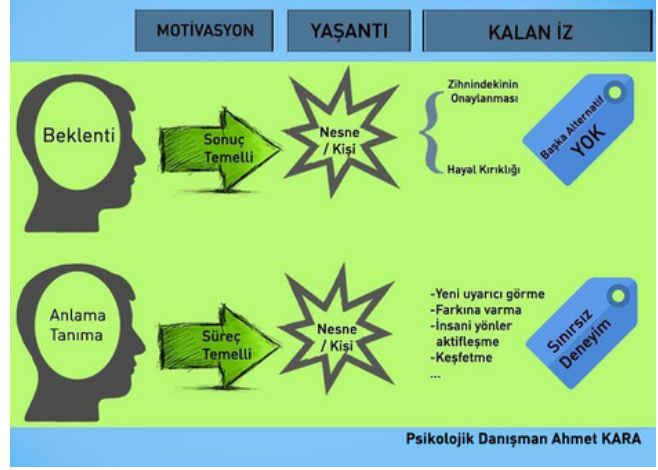 MOTİVASYON
YAŞANTI
KALAN İZ
Beklenti
Sonuç
Temelli
Nesne
/ Kişi
Zihnindekinin
Onaylanması
Hayal Kırıklığı
Başka Alternatif
YOK
Anlama
Tanıma
Süreç
Temelli
Nesne
/ Kişi
-Yeni uyarıcı görme
-Farkına varma
-İnsani yönler
aktifleşme
-Keşfetme
...
Sınırsız
Deneyim
Psikolojik Danışman Ahmet KARA